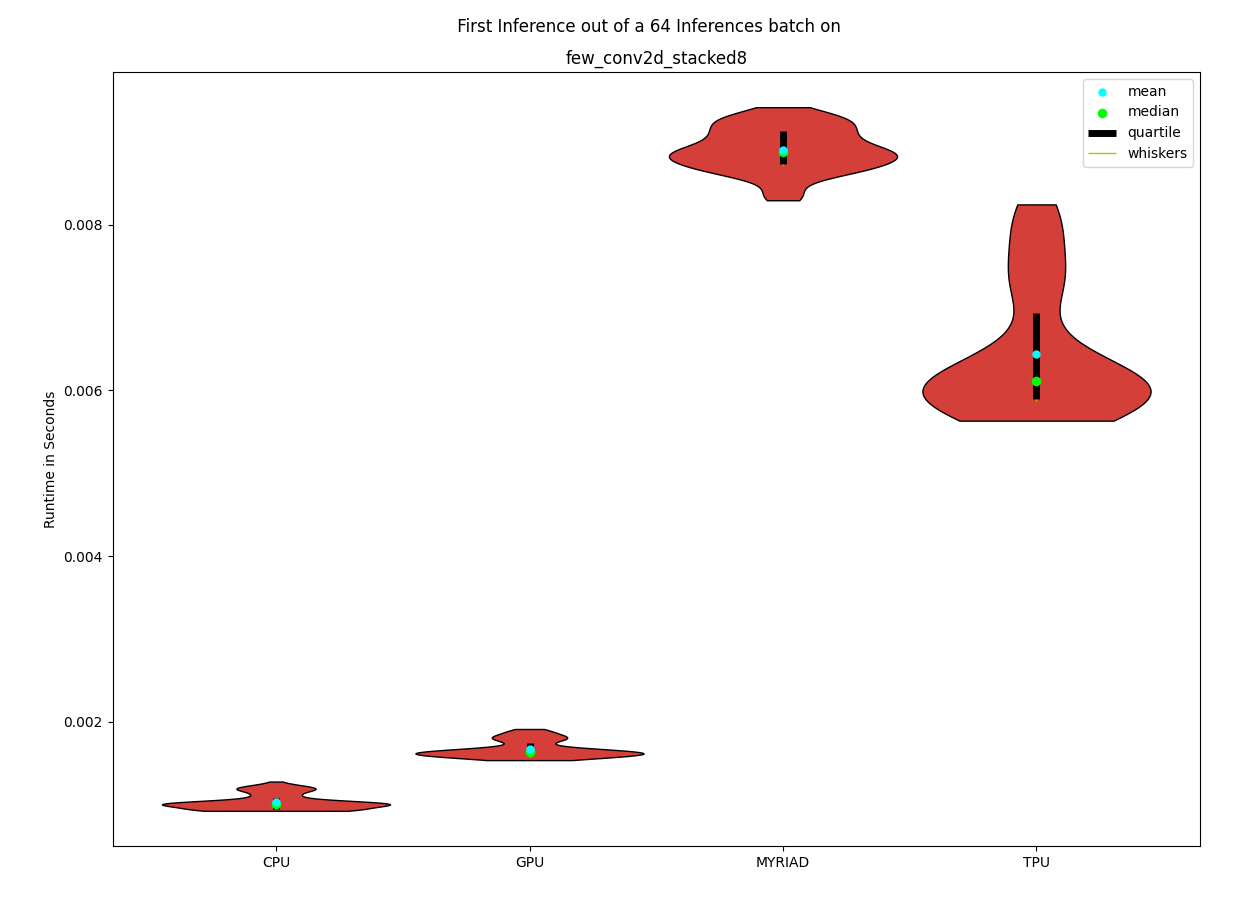 First Inference out of a 64 Inferences batch on
few_conv2d_stacked8
mean
median
quartile
whiskers
0.008
0.006
0.004
0.002
Runtime in Seconds
CPU
GPU
MYRIAD
TPU